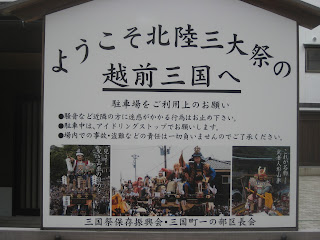 ようこそ北陸三大祭の
越前三国へ
駐車場をご利用上のお願い
●騒音など近隣の方に迷惑がかかる行為はお止め下さい。
●駐車中は、アイドリングストップでお願いします。
●場内での事故・盗難などの責任は一切負いませんのでご了承ください。
三国祭保存振興会・三国町一の部区長会